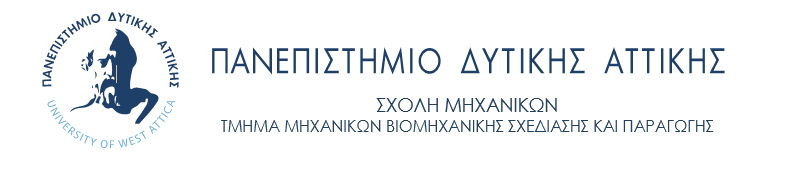 ΠΑΝΕΠΙΣΤΗΜΙΟ ΔΥΤΙΚΗΣ ΑΤΤΙΚΗΣ
UNIVERSITY OF WEST ATTICA
ΠΑΝΕΠΙΣΤΗΜΙΟ ΔΥΤΙΚΗΣ ΑΤΤΙΚΗΣ
ΣΧΟΛΗ ΜΗΧΑΝΙΚΩΝ
ΤΜΗΜΑ ΜΗΧΑΝΙΚΩΝ ΒΙΟΜΗΧΑΝΙΚΗΣ ΣΧΕΔΙΑΣΗΣ ΚΑΙ ΠΑΡΑΓΩΓΗΣ